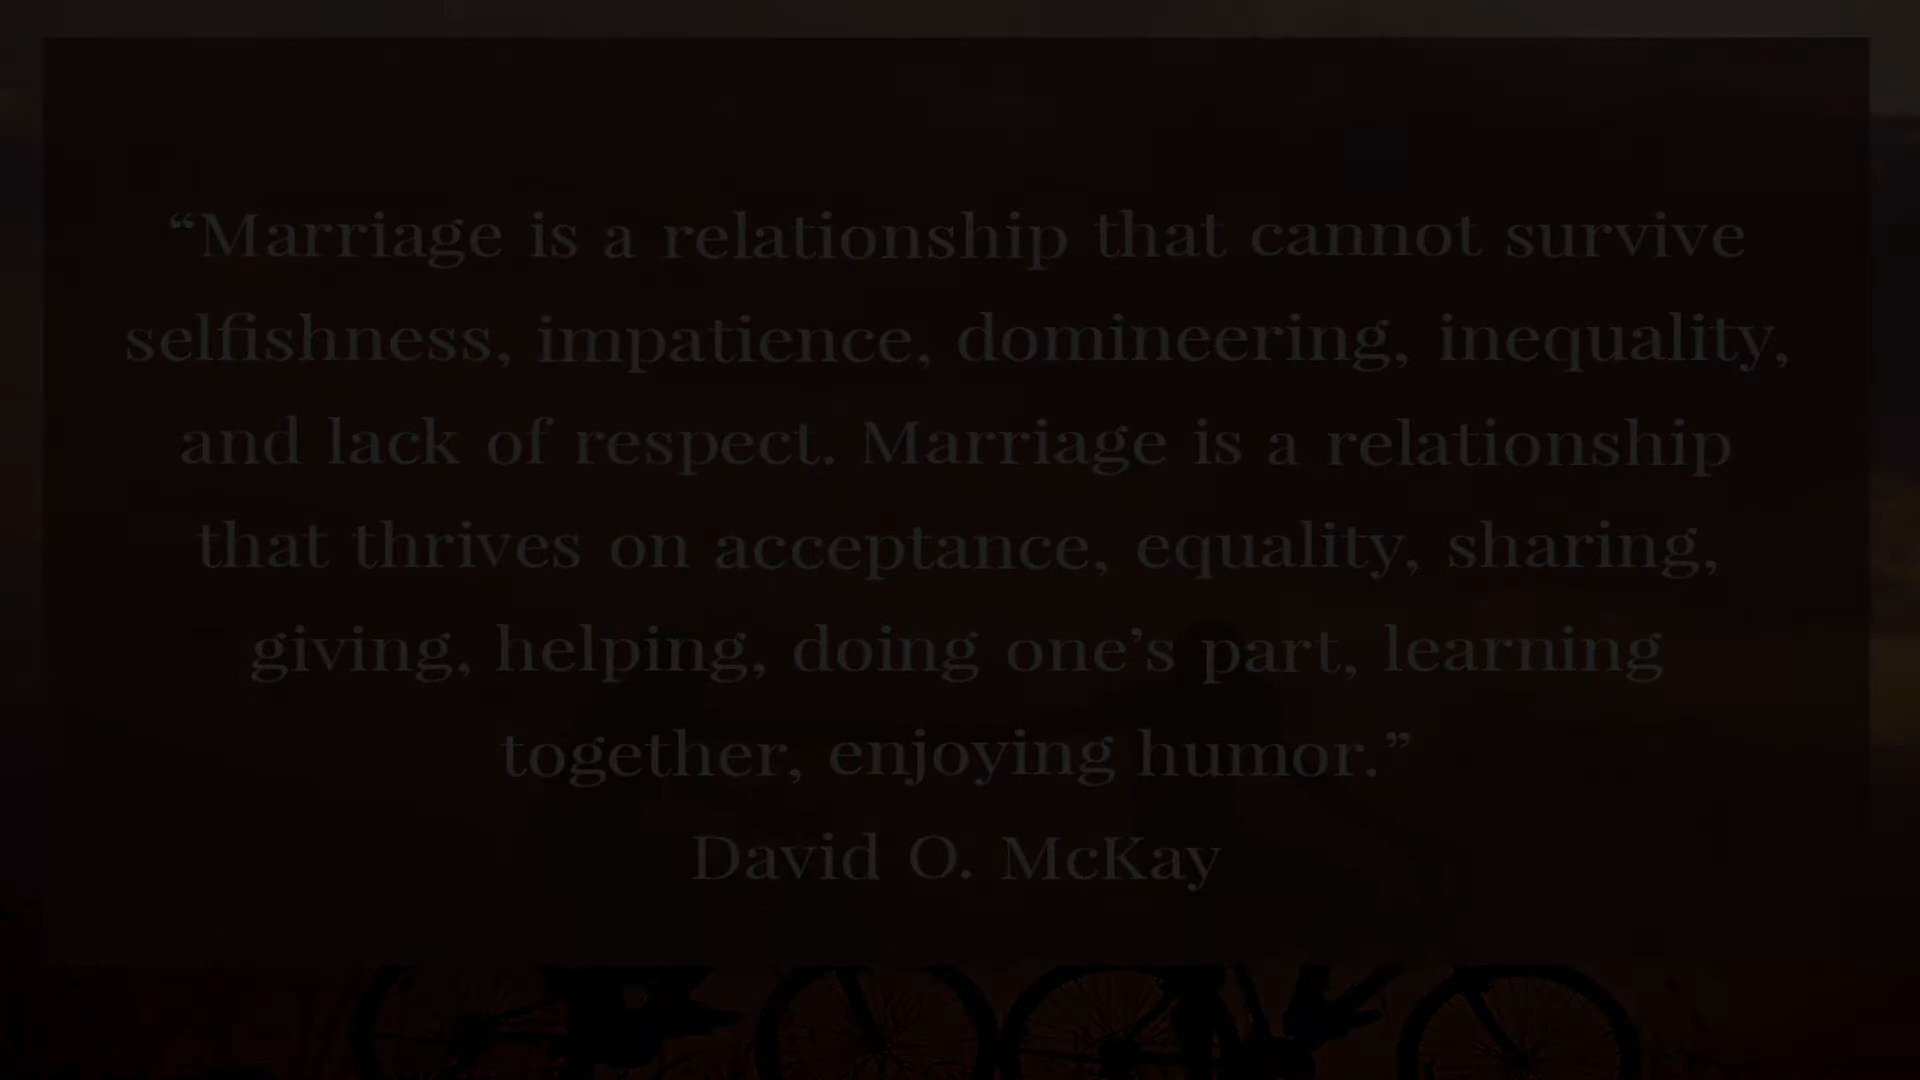 “Marriage is a relationship that cannot survive
selfishness, impatience, domineering, inequality,
and lack of respect. Marriage is a relationship
that thrives on acceptance, equality, sharing,
giving, helping, doing one’s part, learning
together, enjoying humor.”
David O. McKay